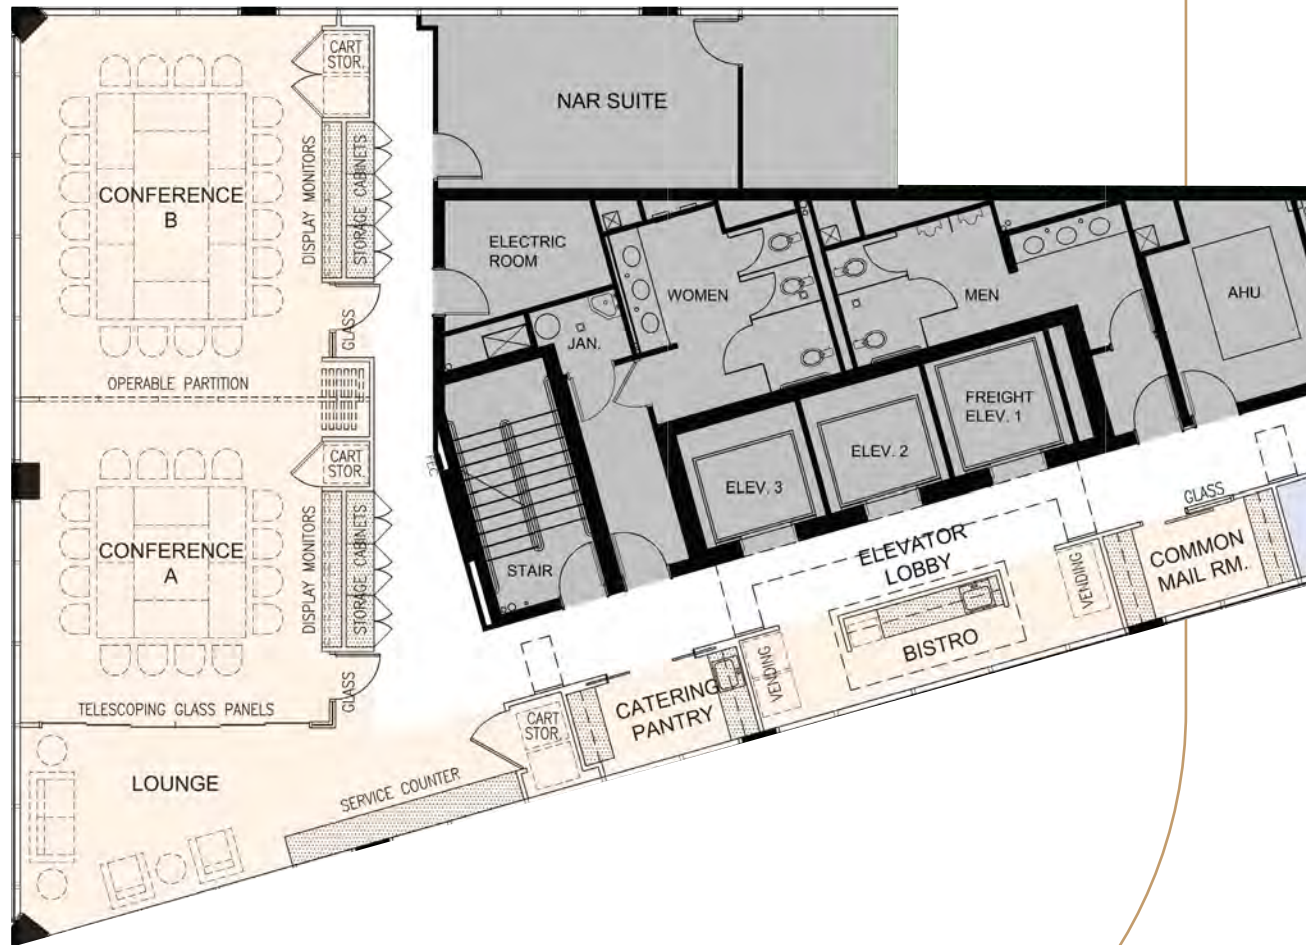 CART
STOR.
NAR SUITE
CONFERENCE
B
DISPLAY MONITORS
STORAGE CABINETS
ELECTRIC
ROOM
WOMEN
MEN
AHU
GLASS
JAN.
OPERABLE PARTITION
FREIGHT
ELEV. 1
ELEV. 2
ELEV. 3
CART
STOR.
FEC
CONFERENCE
A
DISPLAY MONITORS
STORAGE CABINETS
STAIR
ELEVATOR
LOBBY
GLASS
COMMON
MAIL RM.
VENDING
BISTRO
VENDING
CATERING
PANTRY
GLASS
TELESCOPING GLASS PANELS
CART
STOR.
LOUNGE
SERVICE COUNTER